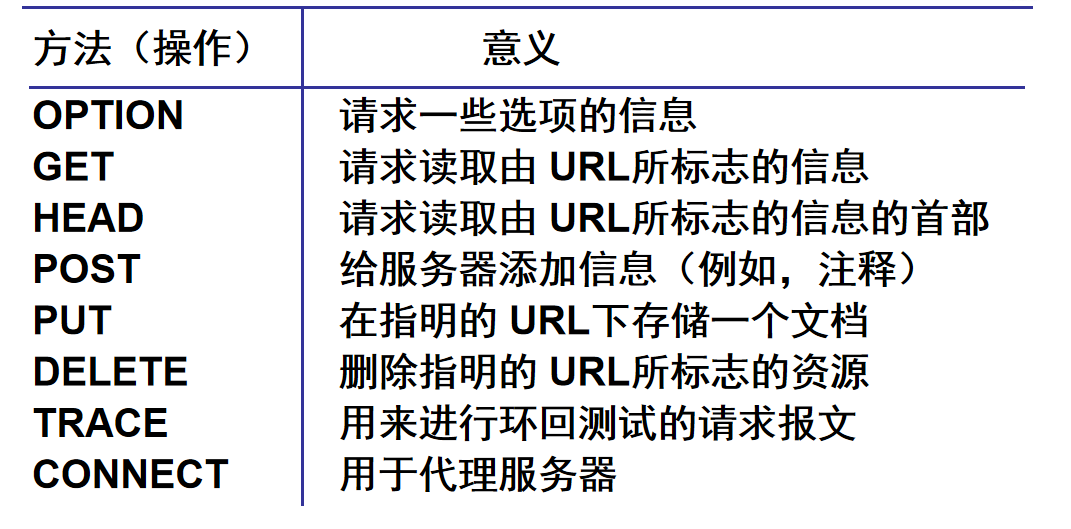 方法（操作） 意义
OPTION 请求一些选项的信息
GET 请求读取由 URL所标志的信息
HEAD 请求读取由 URL所标志的信息的首部
POST 给服务器添加信息（例如，注释）
PUT 在指明的 URL下存储一个文档
DELETE 删除指明的 URL所标志的资源
TRACE 用来进行环回测试的请求报文
CONNECT 用于代理服务器